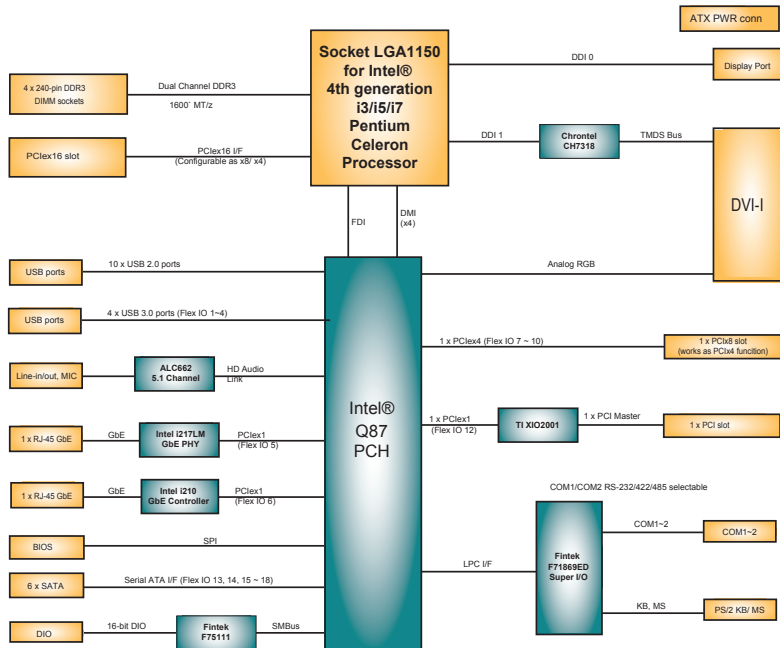 ATX PWR conn
Socket LGA1150
for Intel®
4th generation
i3/i5/i7
Pentium
Celeron
Processor
4 x 240-pin DDR3
DIMM sockets
Dual Channel DDR3
1600` MT/z
PCIex16 slot
PCIex16 I/F
(Configurable as x8/ x4)
DDI 0
Display Port
DDI 1
Chrontel
CH7318
TMDS Bus
DVI-I
FDI
DMI
(x4)
Analog RGB
USB ports
10 x USB 2.0 ports
USB ports
4 x USB 3.0 ports (Flex IO 1~4)
Line-in/out, MIC
ALC662
5.1 Channel
HD Audio
Link
1 x RJ-45 GbE
GbE
Intel i217LM
GbE PHY
PCIex1
(Flex IO 5)
1 x RJ-45 GbE
GbE
Intel i210
GbE Controller
PCIex1
(Flex IO 6)
BIOS
SPI
6 x SATA
Serial ATA I/F (Flex IO 13, 14, 15 ~ 18)
DIO
16-bit DIO
Fintek
F75111
SMBus
Intel®
Q87
PCH
1 x PCIex4 (Flex IO 7 ~ 10)
1 x PCIx8 slot
(works as PCIx4 funcition)
1 x PCIex1
(Flex IO 12)
TI XIO2001
1 x PCI Master
1 x PCI slot
COM1/COM2 RS-232/422/485 selectable
LPC I/F
Fintek
F71869ED
Super I/O
COM1~2
COM1~2
KB, MS
PS/2 KB/ MS